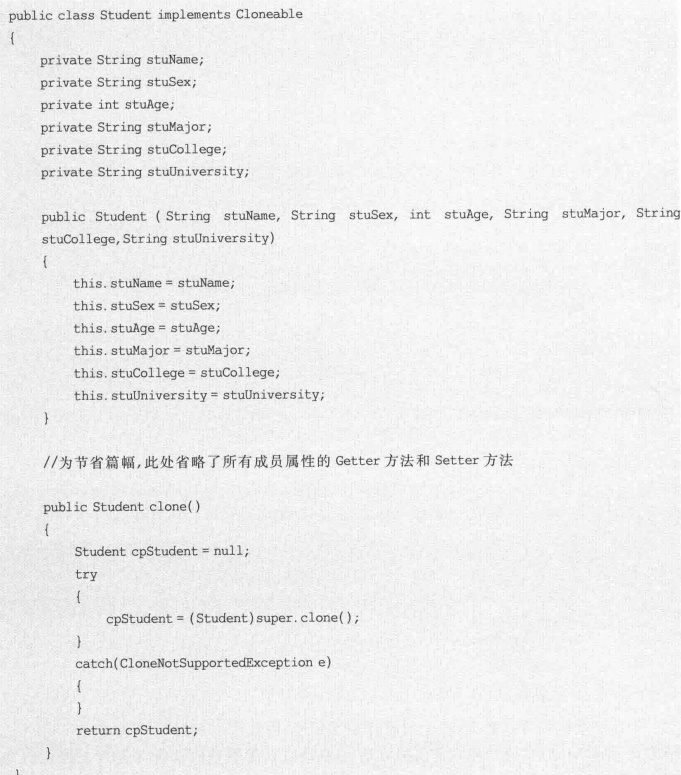 public class Student implements Cloneable
{
    private String stuName;
    private String stuSex;
    private int stuAge;
    private String stuMajor;
    private String stuCollege;
    private String stuUniversity;

    public Student ( String stuName, String stuSex, int stuAge, String stuMajor, String
    stuCollege,String stuUniversity)
    {
        this.stuName = stuName;
        this.stuSex = stuSex;
        this.stuAge = stuAge;
        this.stuMajor = stuMajor;
        this.stuCollege = stuCollege;
        this.stuUniversity = stuUniversity;
    }

    //为节省篇幅,此处省略了所有成员属性的 Getter 方法和 Setter 方法

    public Student clone()
    {
        Student cpStudent = null;
        try
        {
            cpStudent = (Student)super.clone();
        }
        catch(CloneNotSupportedException e)
        {
        }
        return cpStudent;
    }
}